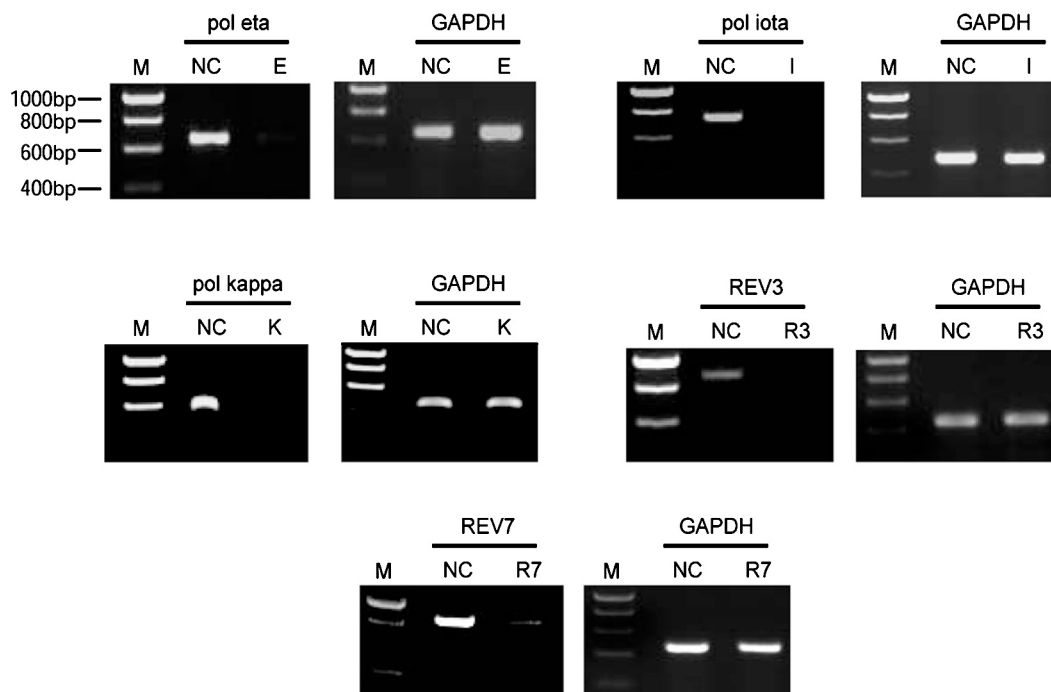 pol eta GAPDH pol iota GAPDH
M NC E M NC E M NC I M NC I
1000bp
800bp
600bp
400bp
pol kappa GAPDH REV3 GAPDH
M NC K M NC K M NC R3 M NC R3
REV7 GAPDH
M NC R7 M NC R7